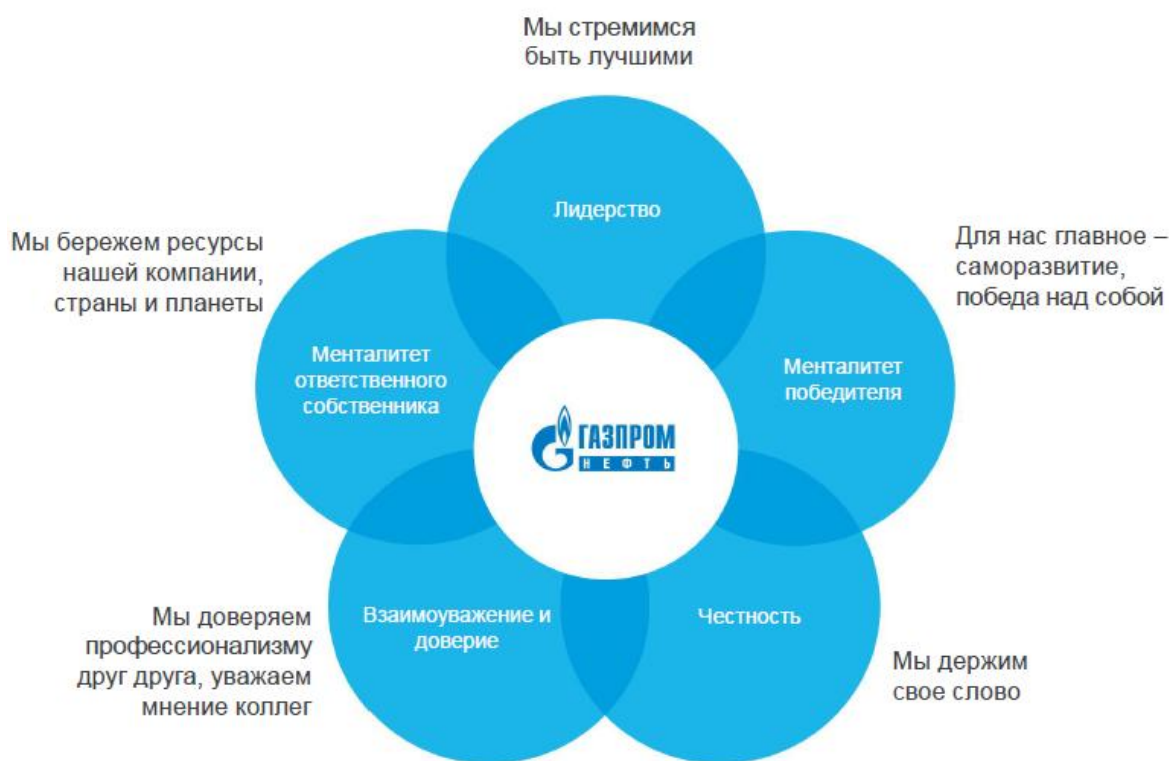 Мы стремимся
быть лучшими
Лидерство
Для нас главное –
саморазвитие,
победа над собой
Менталитет
победителя
Честность
Мы держим
свое слово
Взаимоуважение и
доверие
Мы доверяем
профессионализму
друг друга, уважаем
мнение коллег
Менталитет
ответственного
собственника
Мы бережем ресурсы
нашей компании,
страны и планеты
ГАЗПРОМ
НЕФТЬ